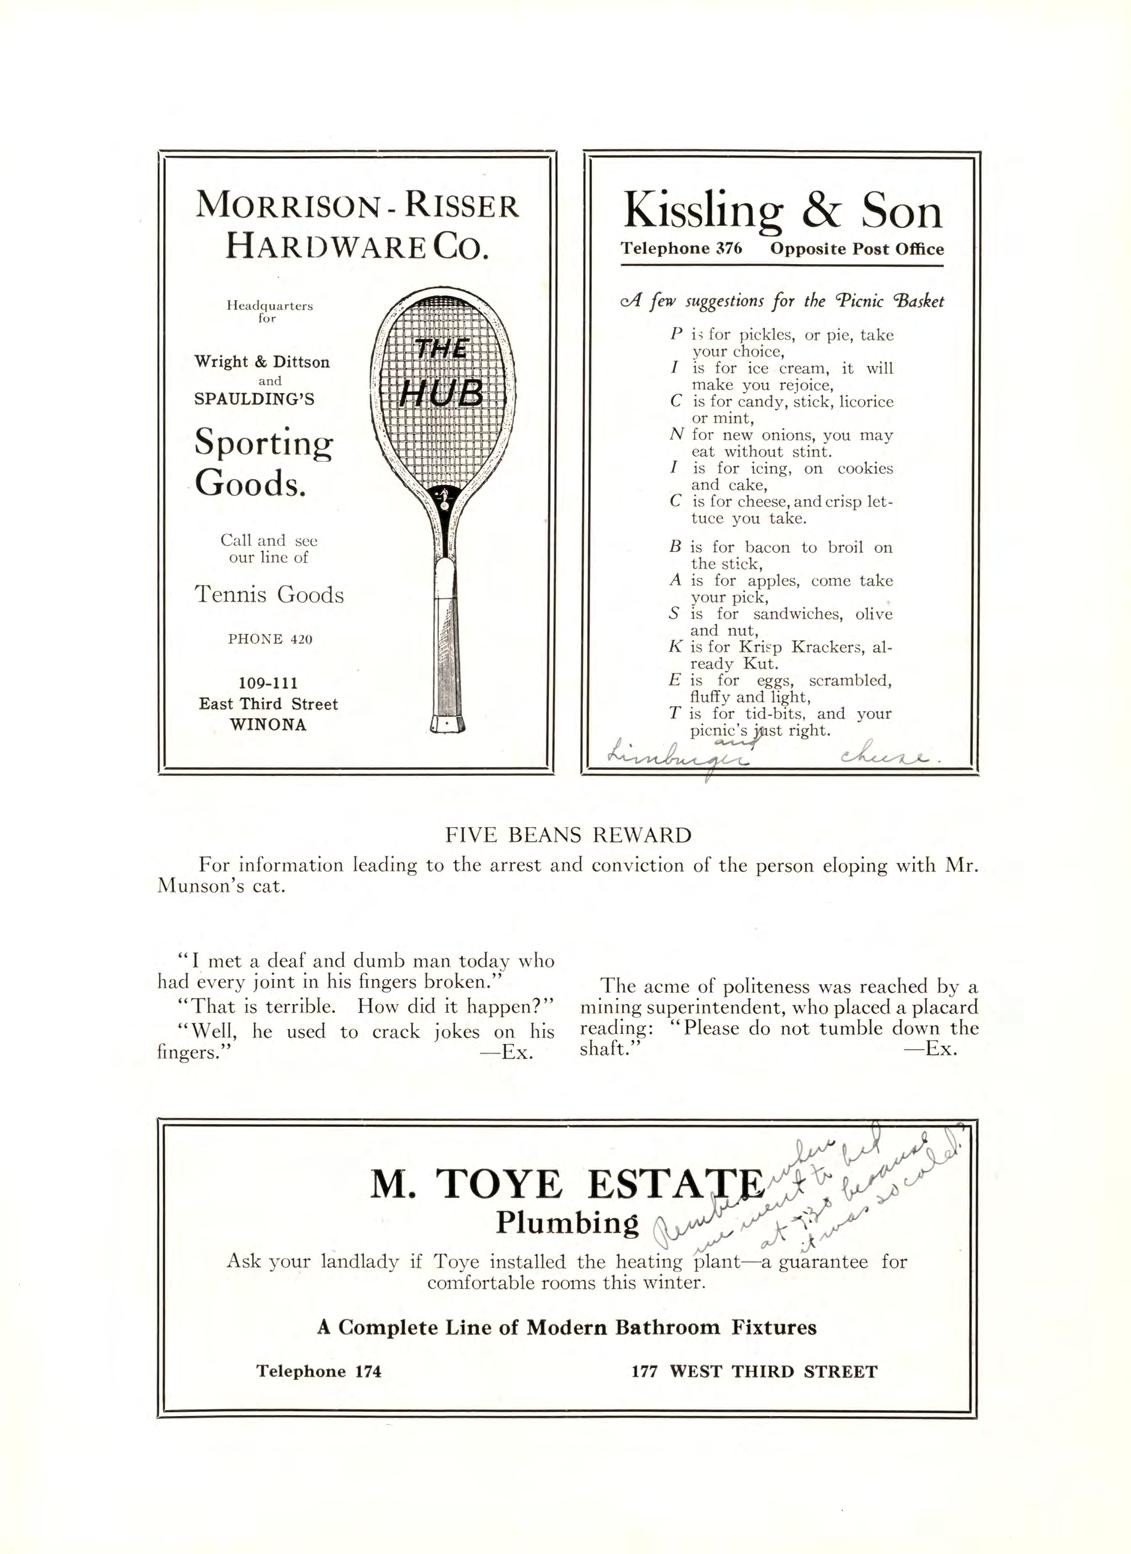 MORRISON-RISSER
HARDWARE CO.
Headquarters
for
Wright & Dittson
and
SPAULDING'S
Sporting
Goods.
Call and see
our line of
Tennis Goods
PHONE 420
109-111
East Third Street
WINONA
THE
HUB
Kissling & Son
Telephone 376 Opposite Post Office
A few suggestions for the Picnic Basket
P is for pickles, or pie, take
your choice,
I is for ice cream, it will
make you rejoice,
C is for candy, stick, licorice
or mint,
N for new onions, you may
eat without stint.
I is for icing, on cookies
and cake,
C is for cheese, and crisp let-
tuce you take.
B is for bacon to broil on
the stick,
A is for apples, come take
your pick,
S is for sandwiches, olive
and nut,
K is for Krisp Krackers, al-
ready Kut.
E is for eggs, scrambled,
fluffy and light,
T is for tid-bits, and your
picnic's just right.
and
Limburger cheese.
FIVE BEANS REWARD
For information leading to the arrest and conviction of the person eloping with Mr.
Munson's cat.
"I met a deaf and dumb man today who
had every joint in his fingers broken."
"That is terrible. How did it happen?"
"Well, he used to crack jokes on his
fingers." —Ex.
The acme of politeness was reached by a
mining superintendent, who placed a placard
reading: "Please do not tumble down the
shaft." —Ex.
M. TOYE ESTATE
Plumbing
Remember when
we went to bed
at 7:30 because
it was so cold?
Ask your landlady if Toye installed the heating plant—a guarantee for
comfortable rooms this winter.
A Complete Line of Modern Bathroom Fixtures
Telephone 174 177 WEST THIRD STREET